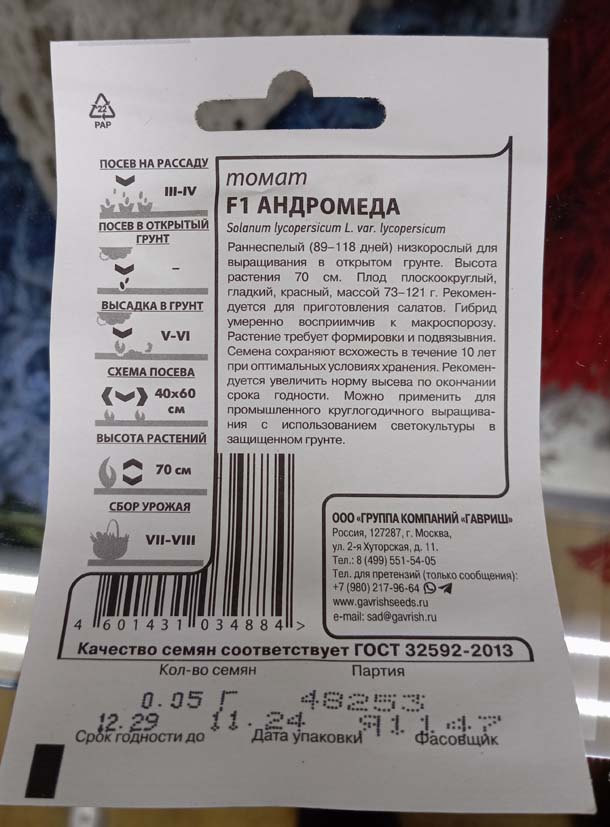 22
PAP
ПОСЕВ НА РАССАДУ
III-IV
ПОСЕВ В ОТКРЫТЫЙ
ГРУНТ
–
ВЫСАДКА В ГРУНТ
V-VI
СХЕМА ПОСЕВА
40х60
см
ВЫСОТА РАСТЕНИЙ
70 см
СБОР УРОЖАЯ
VII-VIII
томат
F1 АНДРОМЕДА
Solanum lycopersicum L. var. lycopersicum
Раннеспелый (89–118 дней) низкорослый для
выращивания в открытом грунте. Высота
растения 70 см. Плод плоскоокруглый,
гладкий, красный, массой 73–121 г. Рекомен-
дуется для приготовления салатов. Гибрид
умеренно восприимчив к макроспорозу.
Растение требует формировки и подвязывния.
Семена сохраняют всхожесть в течение 10 лет
при оптимальных условиях хранения. Рекомен-
дуется увеличить норму высева по окончании
срока годности. Можно применить для
промышленного круглогодичного выращива-
ния с использованием светокультуры в
защищенном грунте.
ООО «ГРУППА КОМПАНИЙ «ГАВРИШ»
Россия, 127287, г. Москва,
ул. 2-я Хуторская, д. 11.
Тел.: 8 (499) 551-54-05
Тел. для претензий (только сообщения):
+7 (980) 217-96-64
www.gavrishseeds.ru
e-mail: sad@gavrish.ru
4 601431 034884 >
Качество семян соответствует ГОСТ 32592-2013
Кол-во семян Партия
0.05 Г 48253
12.29 11.24 Я1147
Срок годности до Дата упаковки Фасовщик